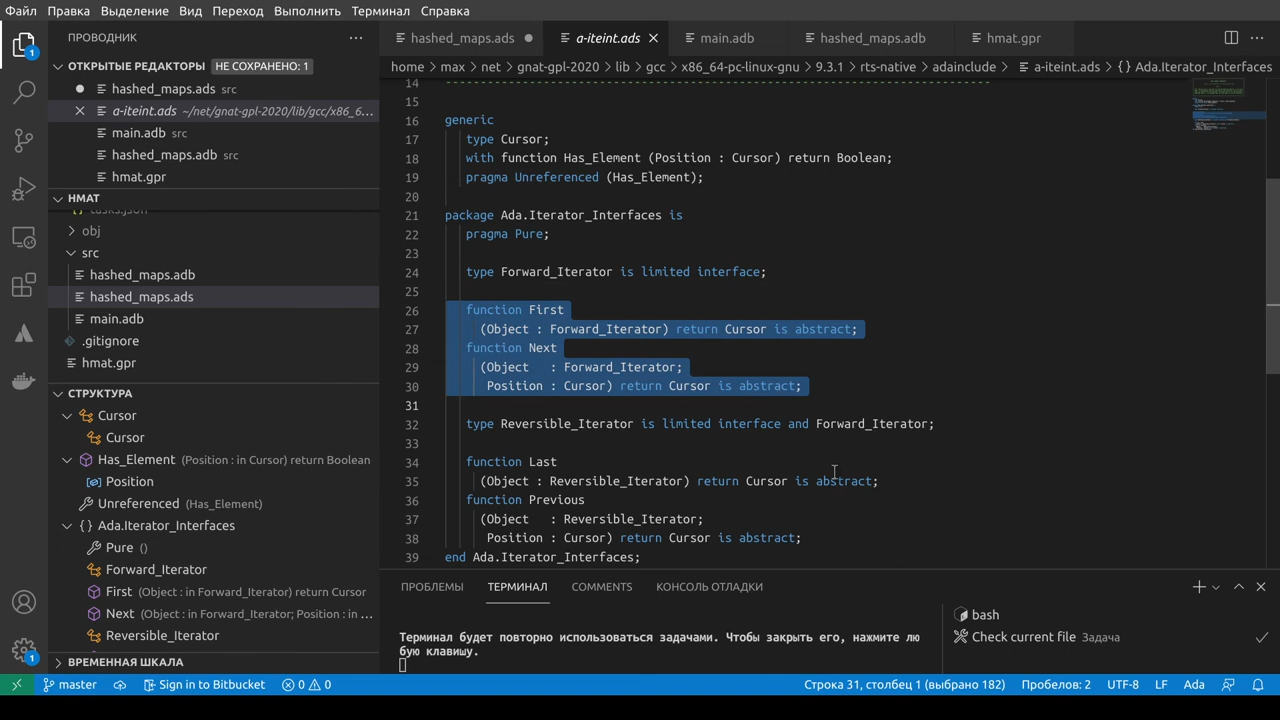 Файл Правка Выделение Вид Переход Выполнить Терминал Справка
ПРОВОДНИК
ОТКРЫТЫЕ РЕДАКТОРЫ НЕ СОХРАНЕНО: 1
hashed_maps.ads src
a-iteint.ads ~/net/gnat-gpl-2020/lib/gcc/x86_6...
main.adb src
hashed_maps.adb src
hmat.gpr
HMAT
tasks.json
obj
src
hashed_maps.adb
hashed_maps.ads
main.adb
.gitignore
hmat.gpr
СТРУКТУРА
Cursor
Cursor
Has_Element (Position : in Cursor) return Boolean
Position
Unreferenced (Has_Element)
{ } Ada.Iterator_Interfaces
Pure ()
Forward_Iterator
First (Object : in Forward_Iterator) return Cursor
Next (Object : in Forward_Iterator; Position : in ...
Reversible_Iterator
ВРЕМЕННАЯ ШКАЛА
hashed_maps.ads a-iteint.ads main.adb hashed_maps.adb hmat.gpr
home > max > net > gnat-gpl-2020 > lib > gcc > x86_64-pc-linux-gnu > 9.3.1 > rts-native > adainclude > a-iteint.ads > { } Ada.Iterator_Interfaces
14 ------------------------------------------------------------------------------
15
16 generic
17 type Cursor;
18 with function Has_Element (Position : Cursor) return Boolean;
19 pragma Unreferenced (Has_Element);
20
21 package Ada.Iterator_Interfaces is
22 pragma Pure;
23
24 type Forward_Iterator is limited interface;
25
26 function First
27 (Object : Forward_Iterator) return Cursor is abstract;
28 function Next
29 (Object   : Forward_Iterator;
30 Position : Cursor) return Cursor is abstract;
31
32 type Reversible_Iterator is limited interface and Forward_Iterator;
33
34 function Last
35 (Object : Reversible_Iterator) return Cursor is abstract;
36 function Previous
37 (Object   : Reversible_Iterator;
38 Position : Cursor) return Cursor is abstract;
39 end Ada.Iterator_Interfaces;
ПРОБЛЕМЫ ТЕРМИНАЛ COMMENTS КОНСОЛЬ ОТЛАДКИ
Терминал будет повторно использоваться задачами. Чтобы закрыть его, нажмите лю
бую клавишу.
bash
Check current file Задача
master Sign in to Bitbucket 0 0 Строка 31, столбец 1 (выбрано 182) Пробелов: 2 UTF-8 LF Ada